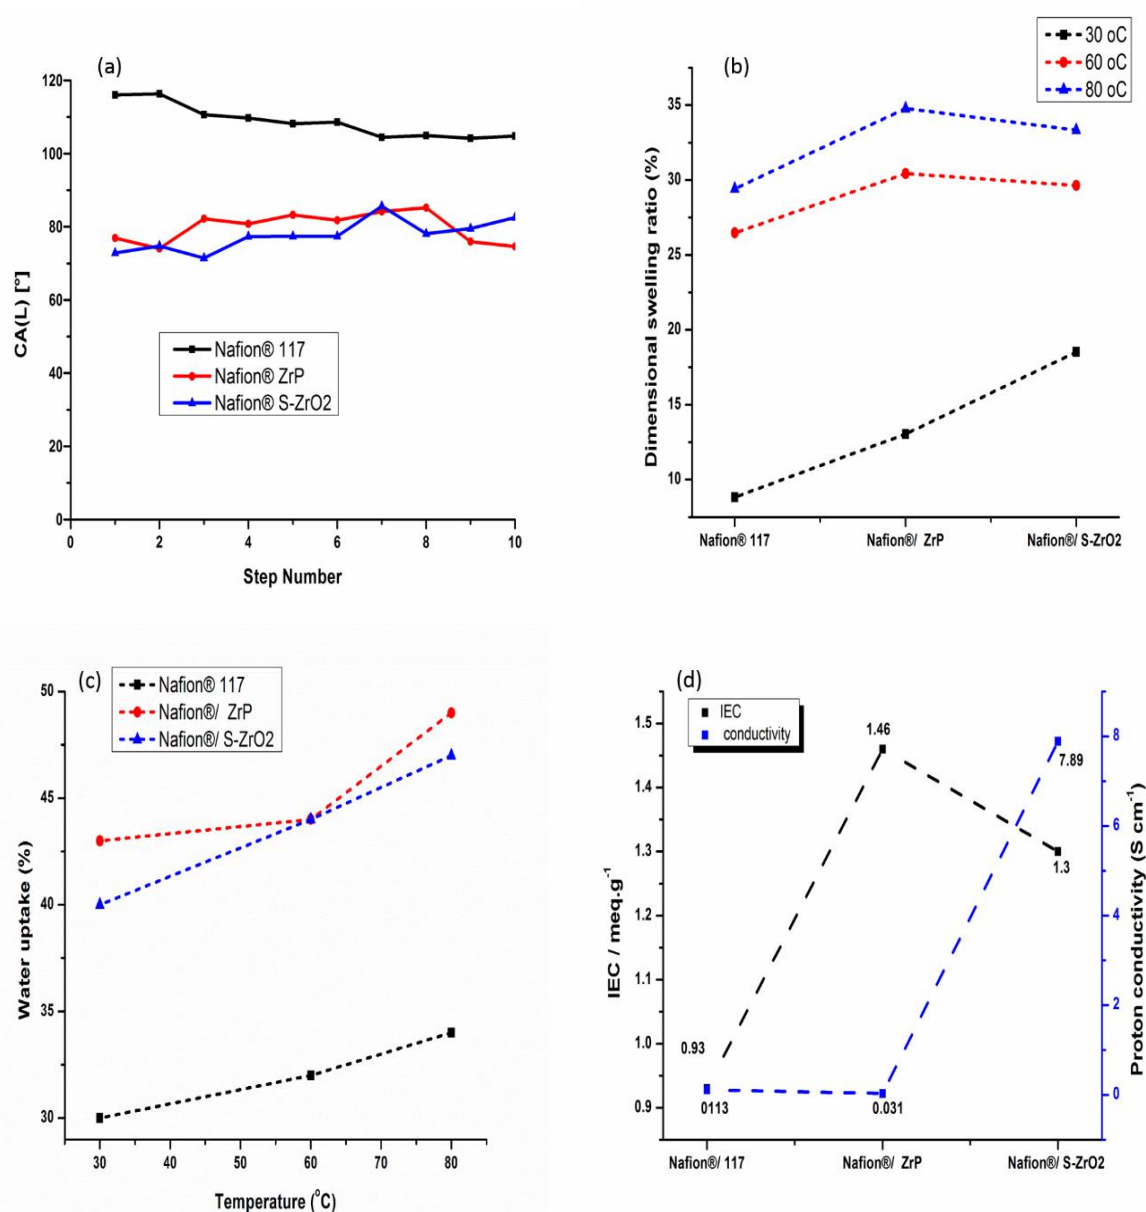 (a)
120
100
80
60
40
20
0
CA(L) [°]
Nafion® 117
Nafion® ZrP
Nafion® S-ZrO2
0 2 4 6 8 10
Step Number
(b)
30 oC
60 oC
80 oC
35
30
25
20
15
10
Dimensional swelling ratio (%)
Nafion® 117 Nafion®/ ZrP Nafion®/ S-ZrO2
(c)
Nafion® 117
Nafion®/ ZrP
Nafion®/ S-ZrO2
50
45
40
35
30
Water uptake (%)
30 40 50 60 70 80
Temperature (°C)
(d)
IEC
conductivity
1.5
1.4
1.3
1.2
1.1
1.0
0.9
IEC / meq.g-1
1.46
7.89
1.3
0.93
0113
0.031
8
6
4
2
0
Proton conductivity (S cm-1)
Nafion®/ 117 Nafion®/ ZrP Nafion®/ S-ZrO2